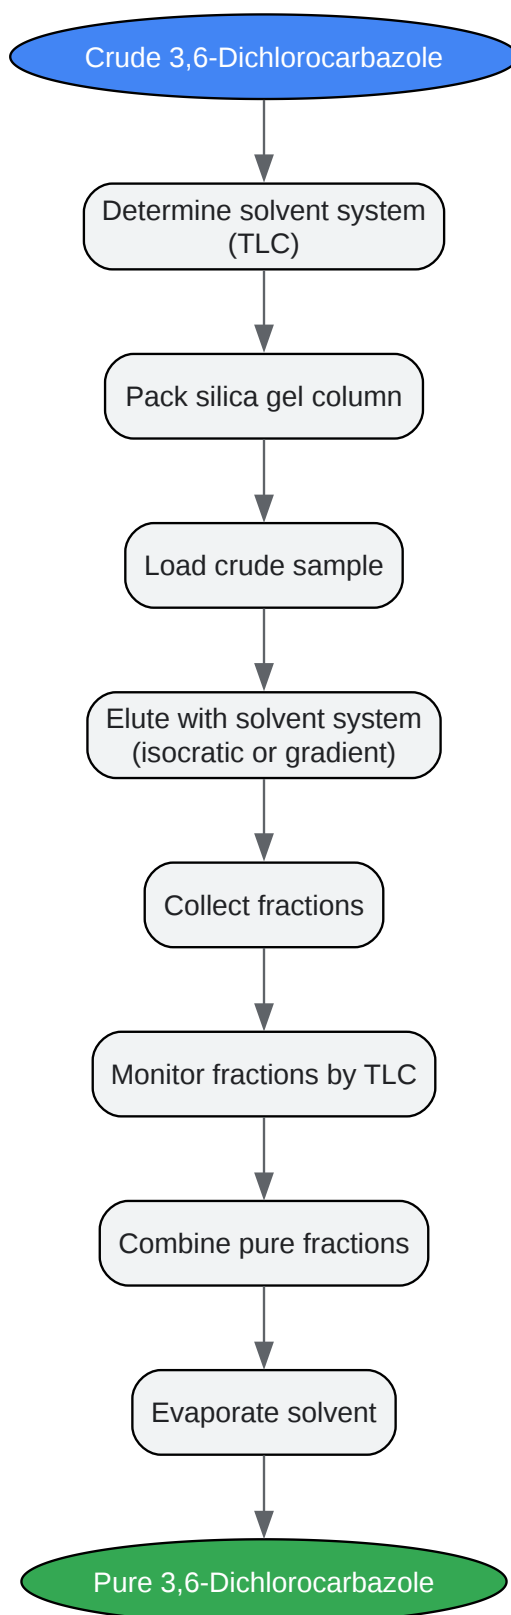 Crude 3,6-Dichlorocarbazole
Determine solvent system
(TLC)
Pack silica gel column
Load crude sample
Elute with solvent system
(isocratic or gradient)
Collect fractions
Monitor fractions by TLC
Combine pure fractions
Evaporate solvent
Pure 3,6-Dichlorocarbazole